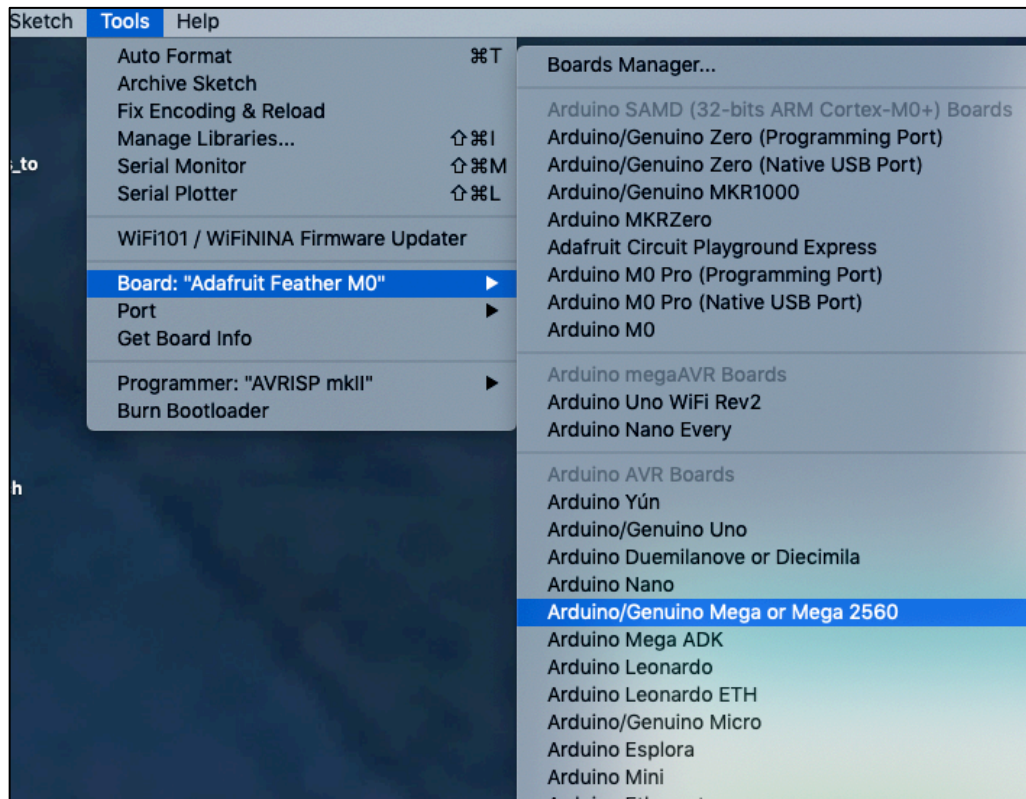 Sketch Tools Help
Auto Format ⌘T
Archive Sketch
Fix Encoding & Reload
Manage Libraries... ⇧⌘I
Serial Monitor ⇧⌘M
Serial Plotter ⇧⌘L
WiFi101 / WiFiNINA Firmware Updater
Board: "Adafruit Feather M0"
Port
Get Board Info
Programmer: "AVRISP mkII"
Burn Bootloader
s_to
h
Boards Manager...
Arduino SAMD (32-bits ARM Cortex-M0+) Boards
Arduino/Genuino Zero (Programming Port)
Arduino/Genuino Zero (Native USB Port)
Arduino/Genuino MKR1000
Arduino MKRZero
Adafruit Circuit Playground Express
Arduino M0 Pro (Programming Port)
Arduino M0 Pro (Native USB Port)
Arduino M0
Arduino megaAVR Boards
Arduino Uno WiFi Rev2
Arduino Nano Every
Arduino AVR Boards
Arduino Yún
Arduino/Genuino Uno
Arduino Duemilanove or Diecimila
Arduino Nano
Arduino/Genuino Mega or Mega 2560
Arduino Mega ADK
Arduino Leonardo
Arduino Leonardo ETH
Arduino/Genuino Micro
Arduino Esplora
Arduino Mini